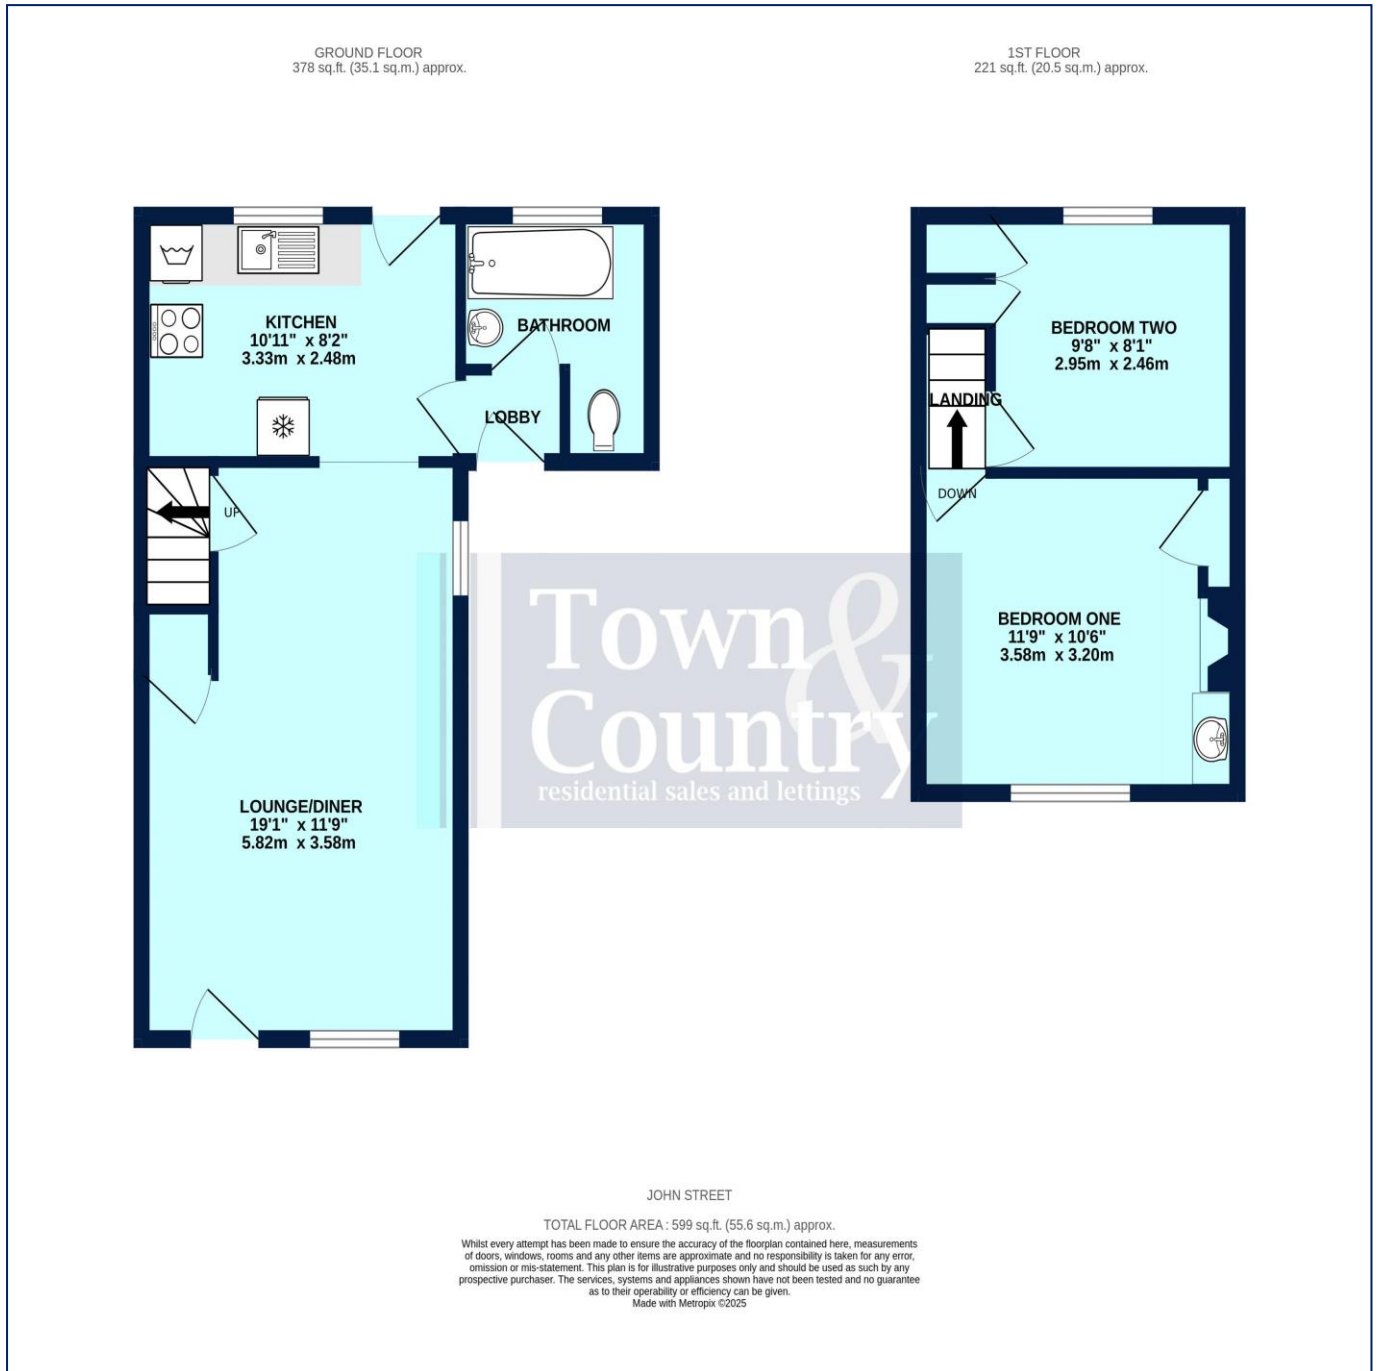 GROUND FLOOR
378 sq.ft. (35.1 sq.m.) approx.
1ST FLOOR
221 sq.ft. (20.5 sq.m.) approx.
KITCHEN
10'11" x 8'2"
3.33m x 2.48m
BATHROOM
LOBBY
UP
LOUNGE/DINER
19'1" x 11'9"
5.82m x 3.58m
BEDROOM TWO
9'8" x 8'1"
2.95m x 2.46m
LANDING
DOWN
BEDROOM ONE
11'9" x 10'6"
3.58m x 3.20m
Town &
Country
residential sales and lettings
JOHN STREET
TOTAL FLOOR AREA : 599 sq.ft. (55.6 sq.m.) approx.
Whilst every attempt has been made to ensure the accuracy of the floorplan contained here, measurements
of doors, windows, rooms and any other items are approximate and no responsibility is taken for any error,
omission or mis-statement. This plan is for illustrative purposes only and should be used as such by any
prospective purchaser. The services, systems and appliances shown have not been tested and no guarantee
as to their operability or efficiency can be given.
Made with Metropix ©2025